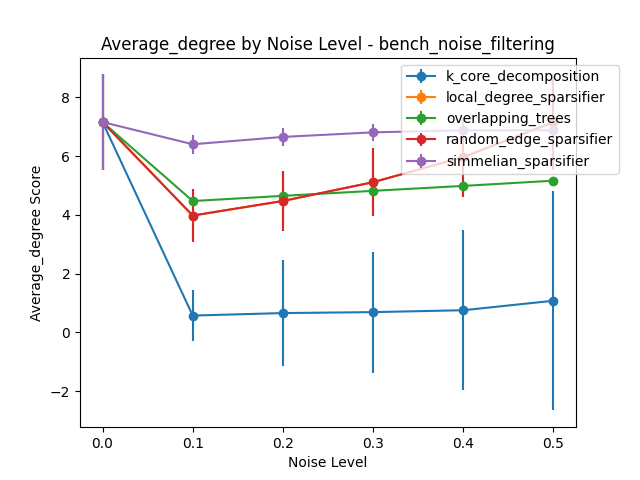 Average_degree by Noise Level - bench_noise_filtering
k_core_decomposition
local_degree_sparsifier
overlapping_trees
random_edge_sparsifier
simmelian_sparsifier
Average_degree Score
8
6
4
2
0
−2
0.0 0.1 0.2 0.3 0.4 0.5
Noise Level